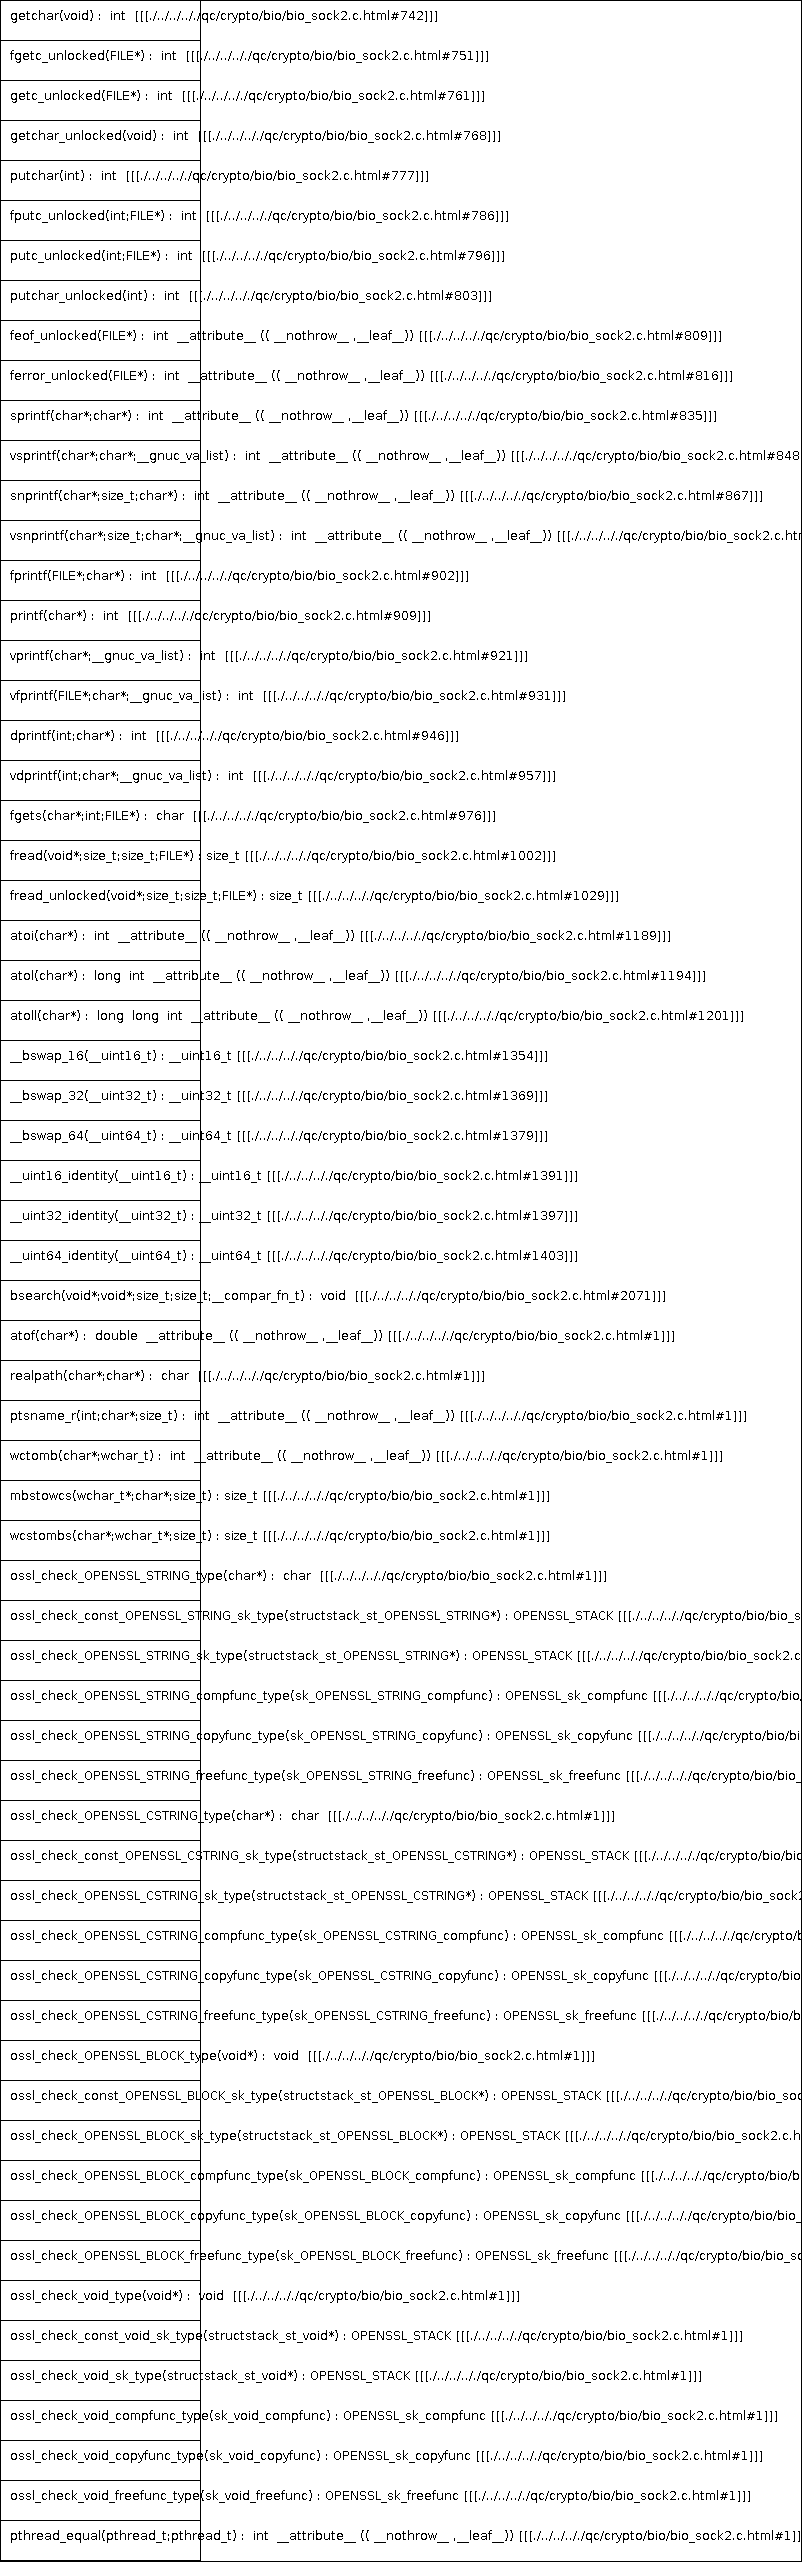 getchar(void) : int [[[./../../../../qc/crypto/bio/bio_sock2.c.html#742]]]
fgetc_unlocked(FILE*) : int [[[./../../../../qc/crypto/bio/bio_sock2.c.html#751]]]
getc_unlocked(FILE*) : int [[[./../../../../qc/crypto/bio/bio_sock2.c.html#761]]]
getchar_unlocked(void) : int [[[./../../../../qc/crypto/bio/bio_sock2.c.html#768]]]
putchar(int) : int [[[./../../../../qc/crypto/bio/bio_sock2.c.html#777]]]
fputc_unlocked(int;FILE*) : int [[[./../../../../qc/crypto/bio/bio_sock2.c.html#786]]]
putc_unlocked(int;FILE*) : int [[[./../../../../qc/crypto/bio/bio_sock2.c.html#796]]]
putchar_unlocked(int) : int [[[./../../../../qc/crypto/bio/bio_sock2.c.html#803]]]
feof_unlocked(FILE*) : int __attribute__ (( __nothrow__ ,__leaf__)) [[[./../../../../qc/crypto/bio/bio_sock2.c.html#809]]]
ferror_unlocked(FILE*) : int __attribute__ (( __nothrow__ ,__leaf__)) [[[./../../../../qc/crypto/bio/bio_sock2.c.html#816]]]
sprintf(char*;char*) : int __attribute__ (( __nothrow__ ,__leaf__)) [[[./../../../../qc/crypto/bio/bio_sock2.c.html#835]]]
vsprintf(char*;char*;__gnuc_va_list) : int __attribute__ (( __nothrow__ ,__leaf__)) [[[./../../../../qc/crypto/bio/bio_sock2.c.html#848
snprintf(char*;size_t;char*) : int __attribute__ (( __nothrow__ ,__leaf__)) [[[./../../../../qc/crypto/bio/bio_sock2.c.html#867]]]
vsnprintf(char*;size_t;char*;__gnuc_va_list) : int __attribute__ (( __nothrow__ ,__leaf__)) [[[./../../../../qc/crypto/bio/bio_sock2.c.htm
fprintf(FILE*;char*) : int [[[./../../../../qc/crypto/bio/bio_sock2.c.html#902]]]
printf(char*) : int [[[./../../../../qc/crypto/bio/bio_sock2.c.html#909]]]
vprintf(char*;__gnuc_va_list) : int [[[./../../../../qc/crypto/bio/bio_sock2.c.html#921]]]
vfprintf(FILE*;char*;__gnuc_va_list) : int [[[./../../../../qc/crypto/bio/bio_sock2.c.html#931]]]
dprintf(int;char*) : int [[[./../../../../qc/crypto/bio/bio_sock2.c.html#946]]]
vdprintf(int;char*;__gnuc_va_list) : int [[[./../../../../qc/crypto/bio/bio_sock2.c.html#957]]]
fgets(char*;int;FILE*) : char [[[./../../../../qc/crypto/bio/bio_sock2.c.html#976]]]
fread(void*;size_t;size_t;FILE*) : size_t [[[./../../../../qc/crypto/bio/bio_sock2.c.html#1002]]]
fread_unlocked(void*;size_t;size_t;FILE*) : size_t [[[./../../../../qc/crypto/bio/bio_sock2.c.html#1029]]]
atoi(char*) : int __attribute__ (( __nothrow__ ,__leaf__)) [[[./../../../../qc/crypto/bio/bio_sock2.c.html#1189]]]
atol(char*) : long int __attribute__ (( __nothrow__ ,__leaf__)) [[[./../../../../qc/crypto/bio/bio_sock2.c.html#1194]]]
atoll(char*) : long long int __attribute__ (( __nothrow__ ,__leaf__)) [[[./../../../../qc/crypto/bio/bio_sock2.c.html#1201]]]
__bswap_16(__uint16_t) : __uint16_t [[[./../../../../qc/crypto/bio/bio_sock2.c.html#1354]]]
__bswap_32(__uint32_t) : __uint32_t [[[./../../../../qc/crypto/bio/bio_sock2.c.html#1369]]]
__bswap_64(__uint64_t) : __uint64_t [[[./../../../../qc/crypto/bio/bio_sock2.c.html#1379]]]
__uint16_identity(__uint16_t) : __uint16_t [[[./../../../../qc/crypto/bio/bio_sock2.c.html#1391]]]
__uint32_identity(__uint32_t) : __uint32_t [[[./../../../../qc/crypto/bio/bio_sock2.c.html#1397]]]
__uint64_identity(__uint64_t) : __uint64_t [[[./../../../../qc/crypto/bio/bio_sock2.c.html#1403]]]
bsearch(void*;void*;size_t;size_t;__compar_fn_t) : void [[[./../../../../qc/crypto/bio/bio_sock2.c.html#2071]]]
atof(char*) : double __attribute__ (( __nothrow__ ,__leaf__)) [[[./../../../../qc/crypto/bio/bio_sock2.c.html#1]]]
realpath(char*;char*) : char [[[./../../../../qc/crypto/bio/bio_sock2.c.html#1]]]
ptsname_r(int;char*;size_t) : int __attribute__ (( __nothrow__ ,__leaf__)) [[[./../../../../qc/crypto/bio/bio_sock2.c.html#1]]]
wctomb(char*;wchar_t) : int __attribute__ (( __nothrow__ ,__leaf__)) [[[./../../../../qc/crypto/bio/bio_sock2.c.html#1]]]
mbstowcs(wchar_t*;char*;size_t) : size_t [[[./../../../../qc/crypto/bio/bio_sock2.c.html#1]]]
wcstombs(char*;wchar_t*;size_t) : size_t [[[./../../../../qc/crypto/bio/bio_sock2.c.html#1]]]
ossl_check_OPENSSL_STRING_type(char*) : char [[[./../../../../qc/crypto/bio/bio_sock2.c.html#1]]]
ossl_check_const_OPENSSL_STRING_sk_type(structstack_st_OPENSSL_STRING*) : OPENSSL_STACK [[[./../../../../qc/crypto/bio/bio_s
ossl_check_OPENSSL_STRING_sk_type(structstack_st_OPENSSL_STRING*) : OPENSSL_STACK [[[./../../../../qc/crypto/bio/bio_sock2.c
ossl_check_OPENSSL_STRING_compfunc_type(sk_OPENSSL_STRING_compfunc) : OPENSSL_sk_compfunc [[[./../../../../qc/crypto/bio/
ossl_check_OPENSSL_STRING_copyfunc_type(sk_OPENSSL_STRING_copyfunc) : OPENSSL_sk_copyfunc [[[./../../../../qc/crypto/bio/bi
ossl_check_OPENSSL_STRING_freefunc_type(sk_OPENSSL_STRING_freefunc) : OPENSSL_sk_freefunc [[[./../../../../qc/crypto/bio/bio_
ossl_check_OPENSSL_CSTRING_type(char*) : char [[[./../../../../qc/crypto/bio/bio_sock2.c.html#1]]]
ossl_check_const_OPENSSL_CSTRING_sk_type(structstack_st_OPENSSL_CSTRING*) : OPENSSL_STACK [[[./../../../../qc/crypto/bio/bio
ossl_check_OPENSSL_CSTRING_sk_type(structstack_st_OPENSSL_CSTRING*) : OPENSSL_STACK [[[./../../../../qc/crypto/bio/bio_sock2
ossl_check_OPENSSL_CSTRING_compfunc_type(sk_OPENSSL_CSTRING_compfunc) : OPENSSL_sk_compfunc [[[./../../../../qc/crypto/b
ossl_check_OPENSSL_CSTRING_copyfunc_type(sk_OPENSSL_CSTRING_copyfunc) : OPENSSL_sk_copyfunc [[[./../../../../qc/crypto/bio
ossl_check_OPENSSL_CSTRING_freefunc_type(sk_OPENSSL_CSTRING_freefunc) : OPENSSL_sk_freefunc [[[./../../../../qc/crypto/bio/b
ossl_check_OPENSSL_BLOCK_type(void*) : void [[[./../../../../qc/crypto/bio/bio_sock2.c.html#1]]]
ossl_check_const_OPENSSL_BLOCK_sk_type(structstack_st_OPENSSL_BLOCK*) : OPENSSL_STACK [[[./../../../../qc/crypto/bio/bio_soc
ossl_check_OPENSSL_BLOCK_sk_type(structstack_st_OPENSSL_BLOCK*) : OPENSSL_STACK [[[./../../../../qc/crypto/bio/bio_sock2.c.h
ossl_check_OPENSSL_BLOCK_compfunc_type(sk_OPENSSL_BLOCK_compfunc) : OPENSSL_sk_compfunc [[[./../../../../qc/crypto/bio/b
ossl_check_OPENSSL_BLOCK_copyfunc_type(sk_OPENSSL_BLOCK_copyfunc) : OPENSSL_sk_copyfunc [[[./../../../../qc/crypto/bio/bio_
ossl_check_OPENSSL_BLOCK_freefunc_type(sk_OPENSSL_BLOCK_freefunc) : OPENSSL_sk_freefunc [[[./../../../../qc/crypto/bio/bio_so
ossl_check_void_type(void*) : void [[[./../../../../qc/crypto/bio/bio_sock2.c.html#1]]]
ossl_check_const_void_sk_type(structstack_st_void*) : OPENSSL_STACK [[[./../../../../qc/crypto/bio/bio_sock2.c.html#1]]]
ossl_check_void_sk_type(structstack_st_void*) : OPENSSL_STACK [[[./../../../../qc/crypto/bio/bio_sock2.c.html#1]]]
ossl_check_void_compfunc_type(sk_void_compfunc) : OPENSSL_sk_compfunc [[[./../../../../qc/crypto/bio/bio_sock2.c.html#1]]]
ossl_check_void_copyfunc_type(sk_void_copyfunc) : OPENSSL_sk_copyfunc [[[./../../../../qc/crypto/bio/bio_sock2.c.html#1]]]
ossl_check_void_freefunc_type(sk_void_freefunc) : OPENSSL_sk_freefunc [[[./../../../../qc/crypto/bio/bio_sock2.c.html#1]]]
pthread_equal(pthread_t;pthread_t) : int __attribute__ (( __nothrow__ ,__leaf__)) [[[./../../../../qc/crypto/bio/bio_sock2.c.html#1]]]